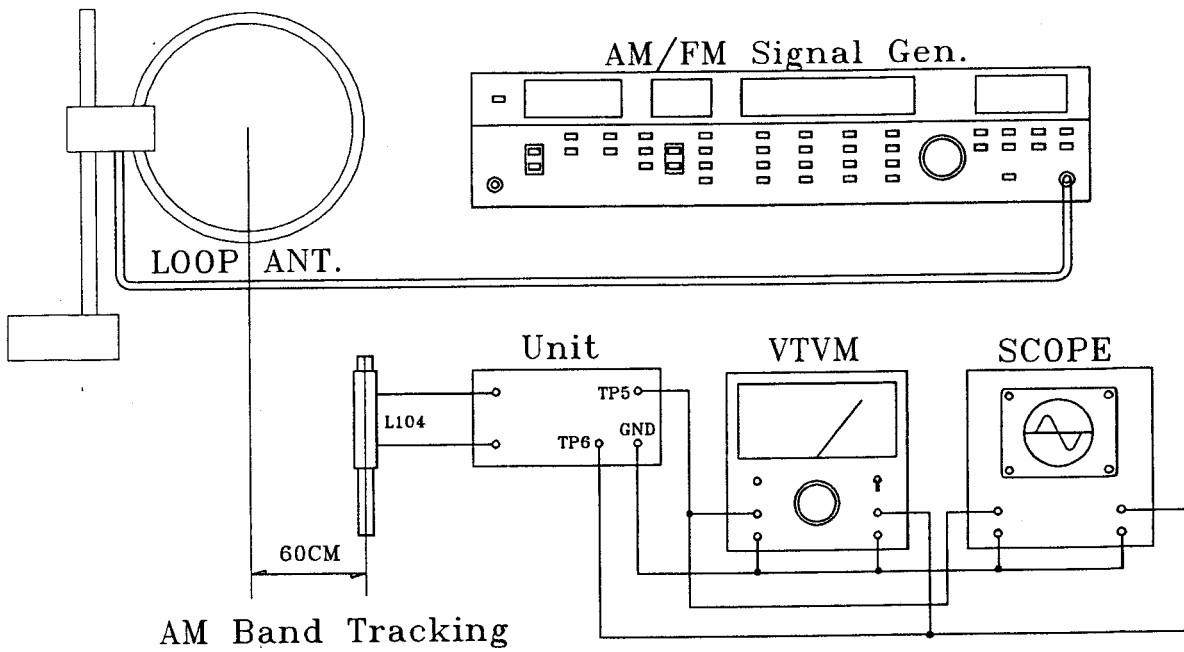 AM/FM Signal Gen.
LOOP ANT.
Unit
VTVM
SCOPE
TP5
L104
TP6
GND
60CM
AM Band Tracking